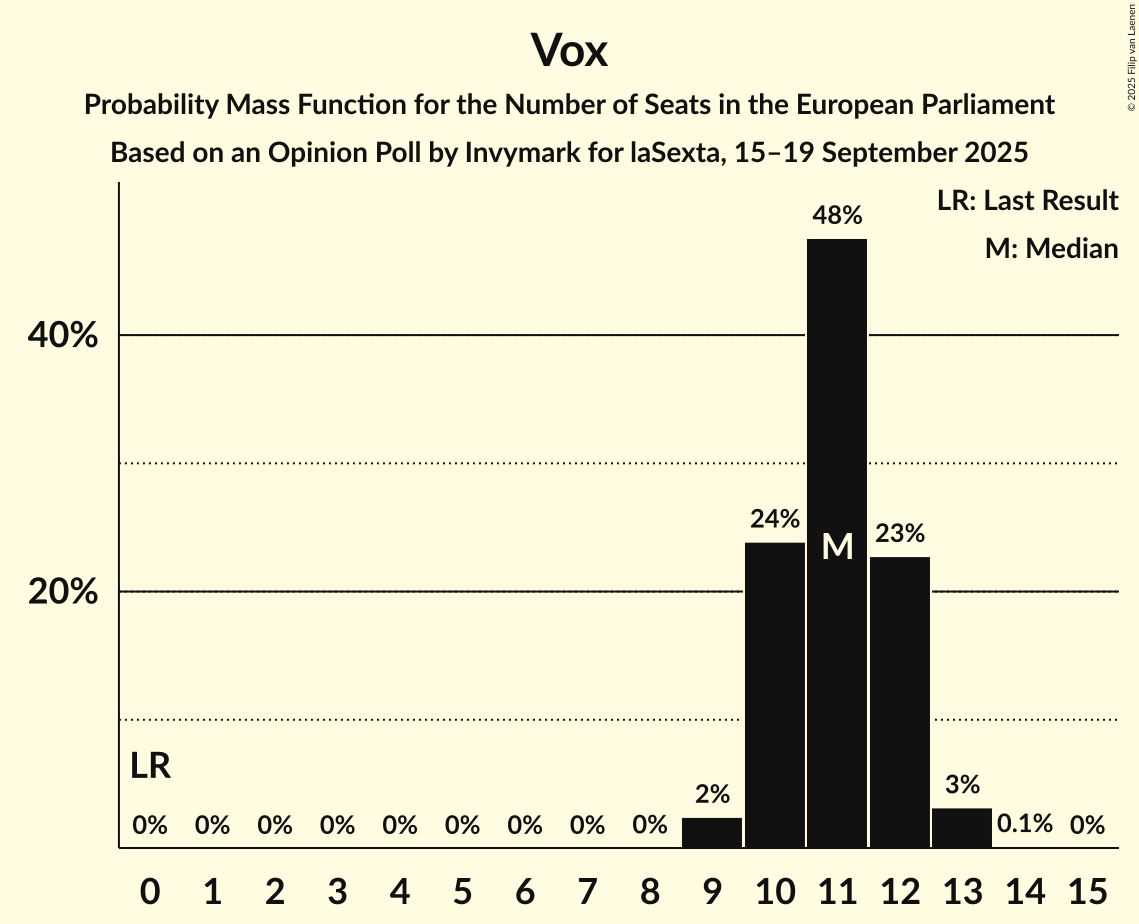 Vox
Probability Mass Function for the Number of Seats in the European Parliament
Based on an Opinion Poll by Invymark for laSexta, 15–19 September 2025
© 2025 Filip van Laenen
LR: Last Result
M: Median
48%
40%
24%
M
23%
20%
LR
0% 0% 0% 0% 0% 0% 0% 0% 0% 2% 3% 0.1% 0%
0 1 2 3 4 5 6 7 8 9 10 11 12 13 14 15